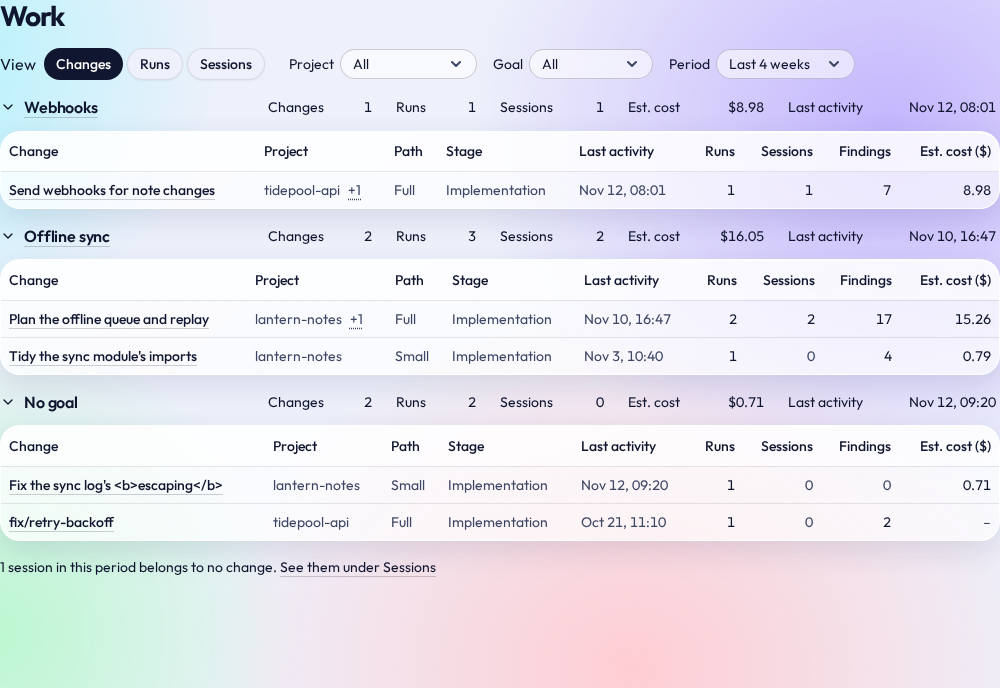 Work
View Changes Runs Sessions Project All Goal All Period Last 4 weeks
Webhooks Changes 1 Runs 1 Sessions 1 Est. cost $8.98 Last activity Nov 12, 08:01
Change Project Path Stage Last activity Runs Sessions Findings Est. cost ($)
Send webhooks for note changes tidepool-api +1 Full Implementation Nov 12, 08:01 1 1 7 8.98
Offline sync Changes 2 Runs 3 Sessions 2 Est. cost $16.05 Last activity Nov 10, 16:47
Change Project Path Stage Last activity Runs Sessions Findings Est. cost ($)
Plan the offline queue and replay lantern-notes +1 Full Implementation Nov 10, 16:47 2 2 17 15.26
Tidy the sync module's imports lantern-notes Small Implementation Nov 3, 10:40 1 0 4 0.79
No goal Changes 2 Runs 2 Sessions 0 Est. cost $0.71 Last activity Nov 12, 09:20
Change Project Path Stage Last activity Runs Sessions Findings Est. cost ($)
Fix the sync log's <b>escaping</b> lantern-notes Small Implementation Nov 12, 09:20 1 0 0 0.71
fix/retry-backoff tidepool-api Full Implementation Oct 21, 11:10 1 0 2 –
1 session in this period belongs to no change. See them under Sessions